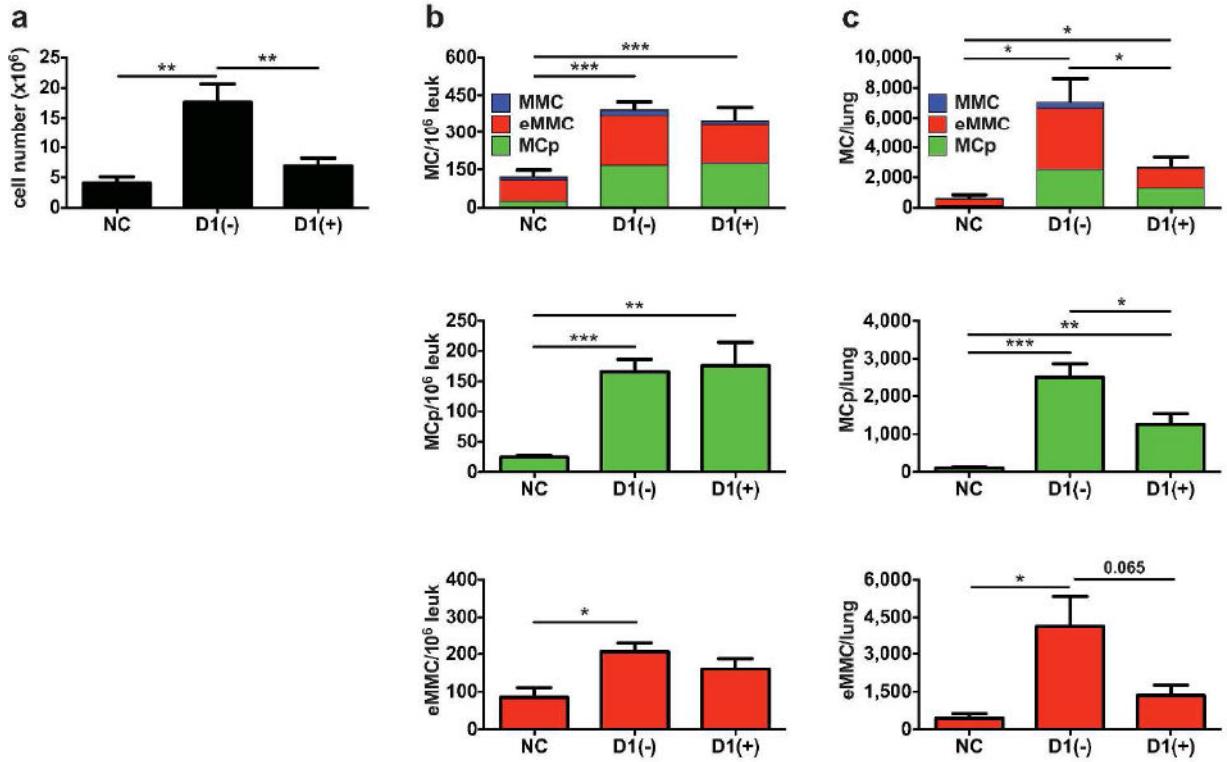 a
cell number (x10⁶)
25
20
15
10
5
0
**
**
NC D1(-) D1(+)
b
MC/10⁶ leuk
600
450
300
150
0
***
***
MMC
eMMC
MCp
NC D1(-) D1(+)
c
MC/lung
10,000
8,000
6,000
4,000
2,000
0
*
*
*
MMC
eMMC
MCp
NC D1(-) D1(+)
MCp/10⁶ leuk
250
200
150
100
50
0
**
***
NC D1(-) D1(+)
MCp/lung
4,000
3,000
2,000
1,000
0
*
**
***
NC D1(-) D1(+)
eMMC/10⁶ leuk
400
300
200
100
0
*
NC D1(-) D1(+)
eMMC/lung
6,000
4,500
3,000
1,500
0
*
0.065
NC D1(-) D1(+)